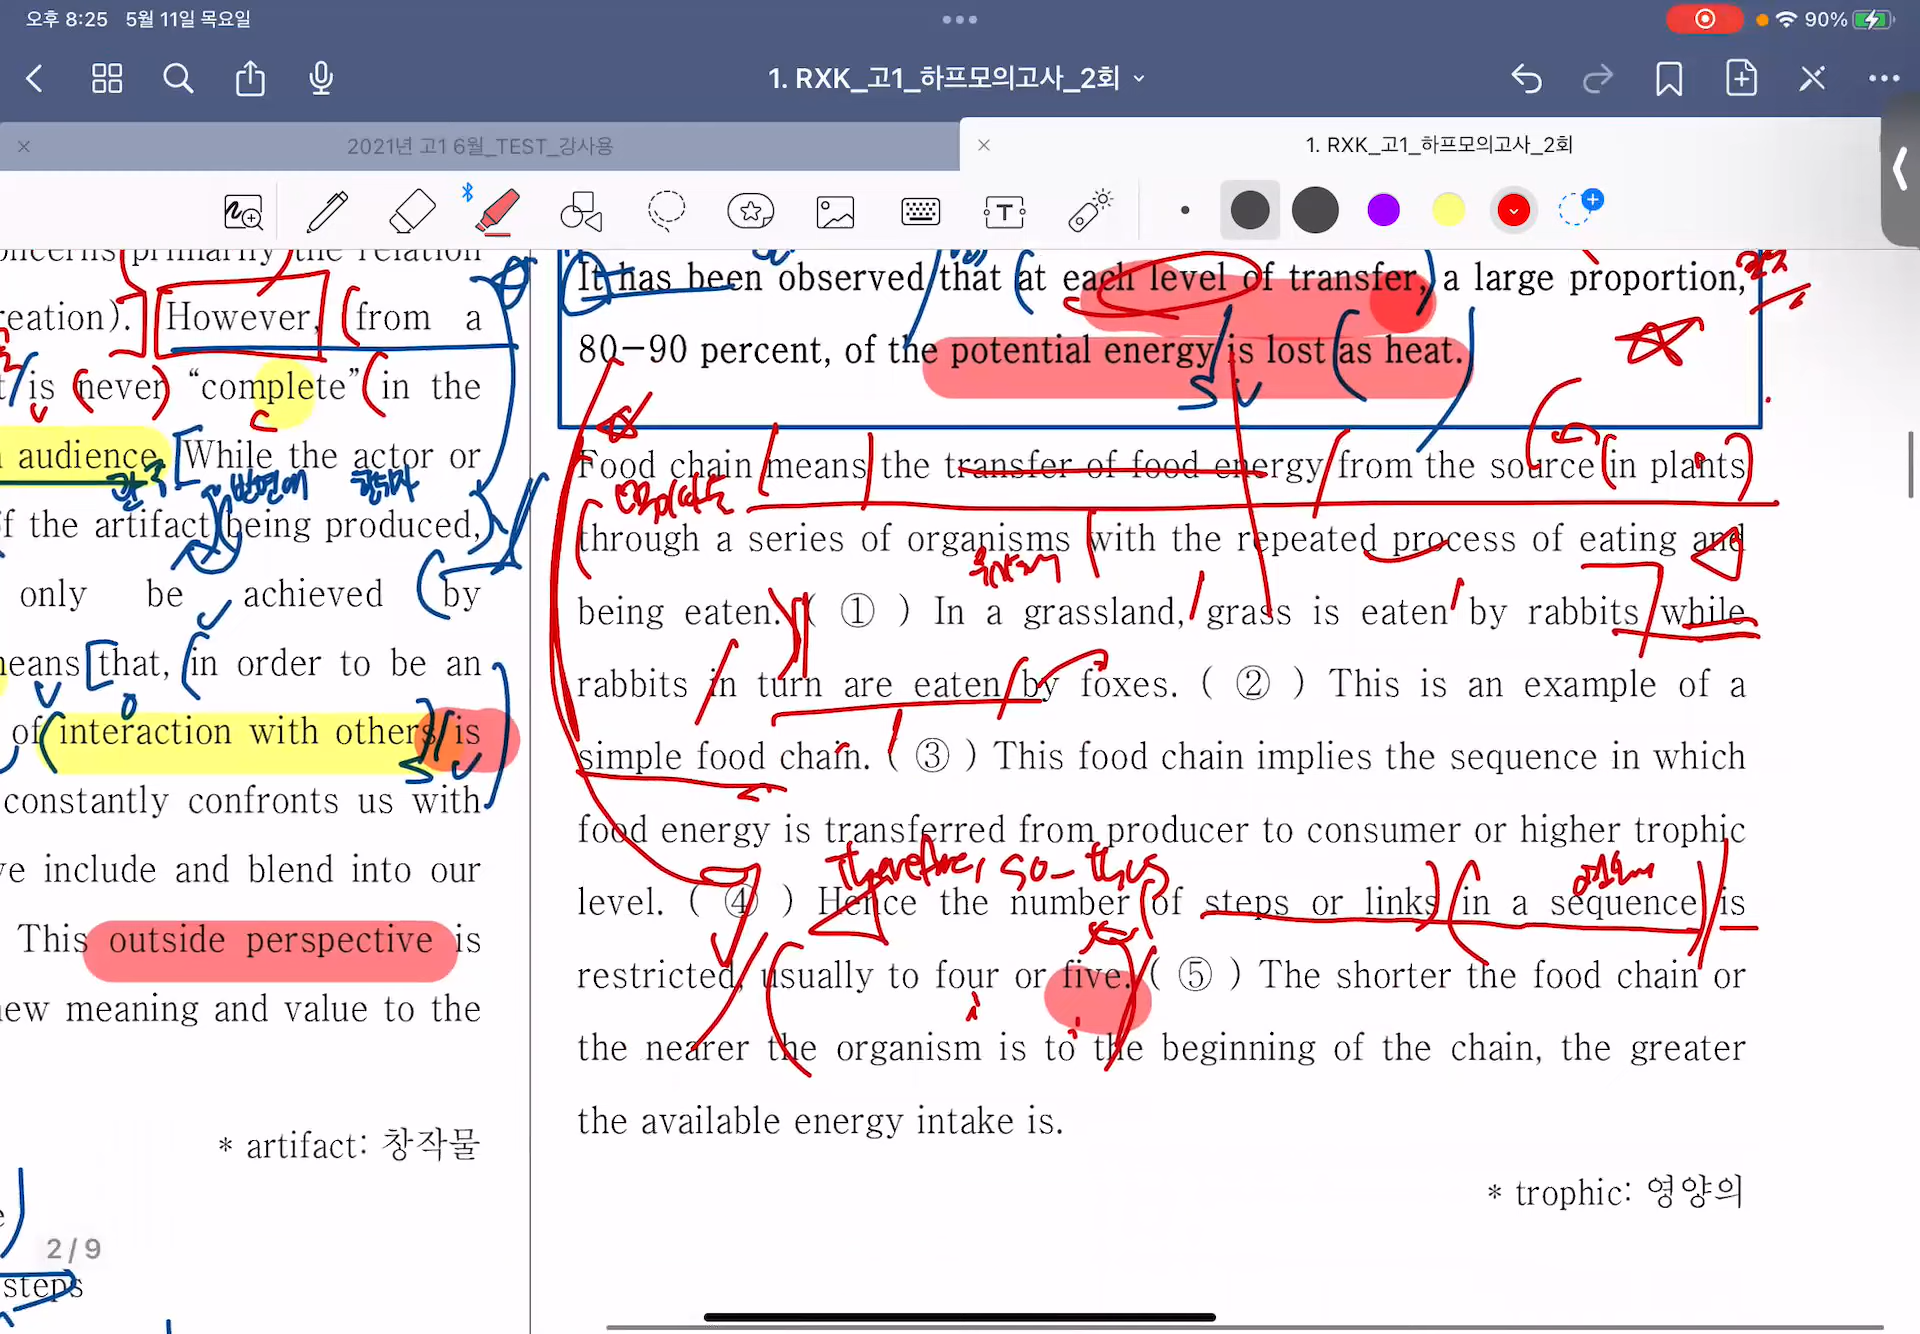 오후 8:25 5월 11일 목요일
90%
1. RXK_고1_하프모의고사_2회
2021년 고1 6월_TEST_강사용
1. RXK_고1_하프모의고사_2회
primarily the relation
reation). However, (from a
is (never) “complete” (in the
audience. [While the actor or
반면에
of the artifact being produced,
only be achieved (by
means [that, (in order to be an
of (interaction with others) is
S V
constantly confronts us with
ve include and blend into our
This outside perspective is
new meaning and value to the
* artifact: 창작물
2/9
steps
It has been observed that at each level of transfer, a large proportion,
80-90 percent, of the potential energy is lost as heat.
S V
Food chain means the transfer of food energy from the source in plants
through a series of organisms with the repeated process of eating and
being eaten. ( ① ) In a grassland, grass is eaten by rabbits while
rabbits in turn are eaten by foxes. ( ② ) This is an example of a
simple food chain. ( ③ ) This food chain implies the sequence in which
food energy is transferred from producer to consumer or higher trophic
therefore, so - thus
level. ( ④ ) Hence the number of steps or links in a sequence is
restricted, usually to four or five. ( ⑤ ) The shorter the food chain or
the nearer the organism is to the beginning of the chain, the greater
the available energy intake is.
* trophic: 영양의